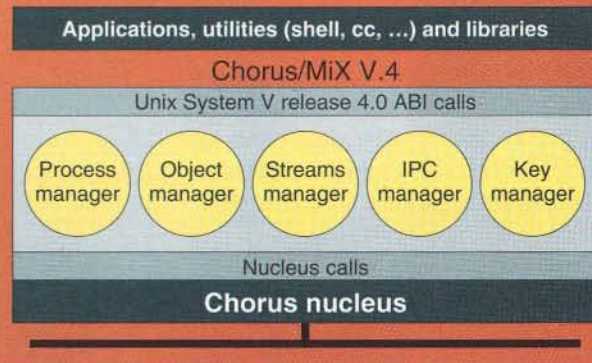 Applications, utilities (shell, cc, ...) and libraries
Chorus/MiX V.4
Unix System V release 4.0 ABI calls
Process
manager
Object
manager
Streams
manager
IPC
manager
Key
manager
Nucleus calls
Chorus nucleus